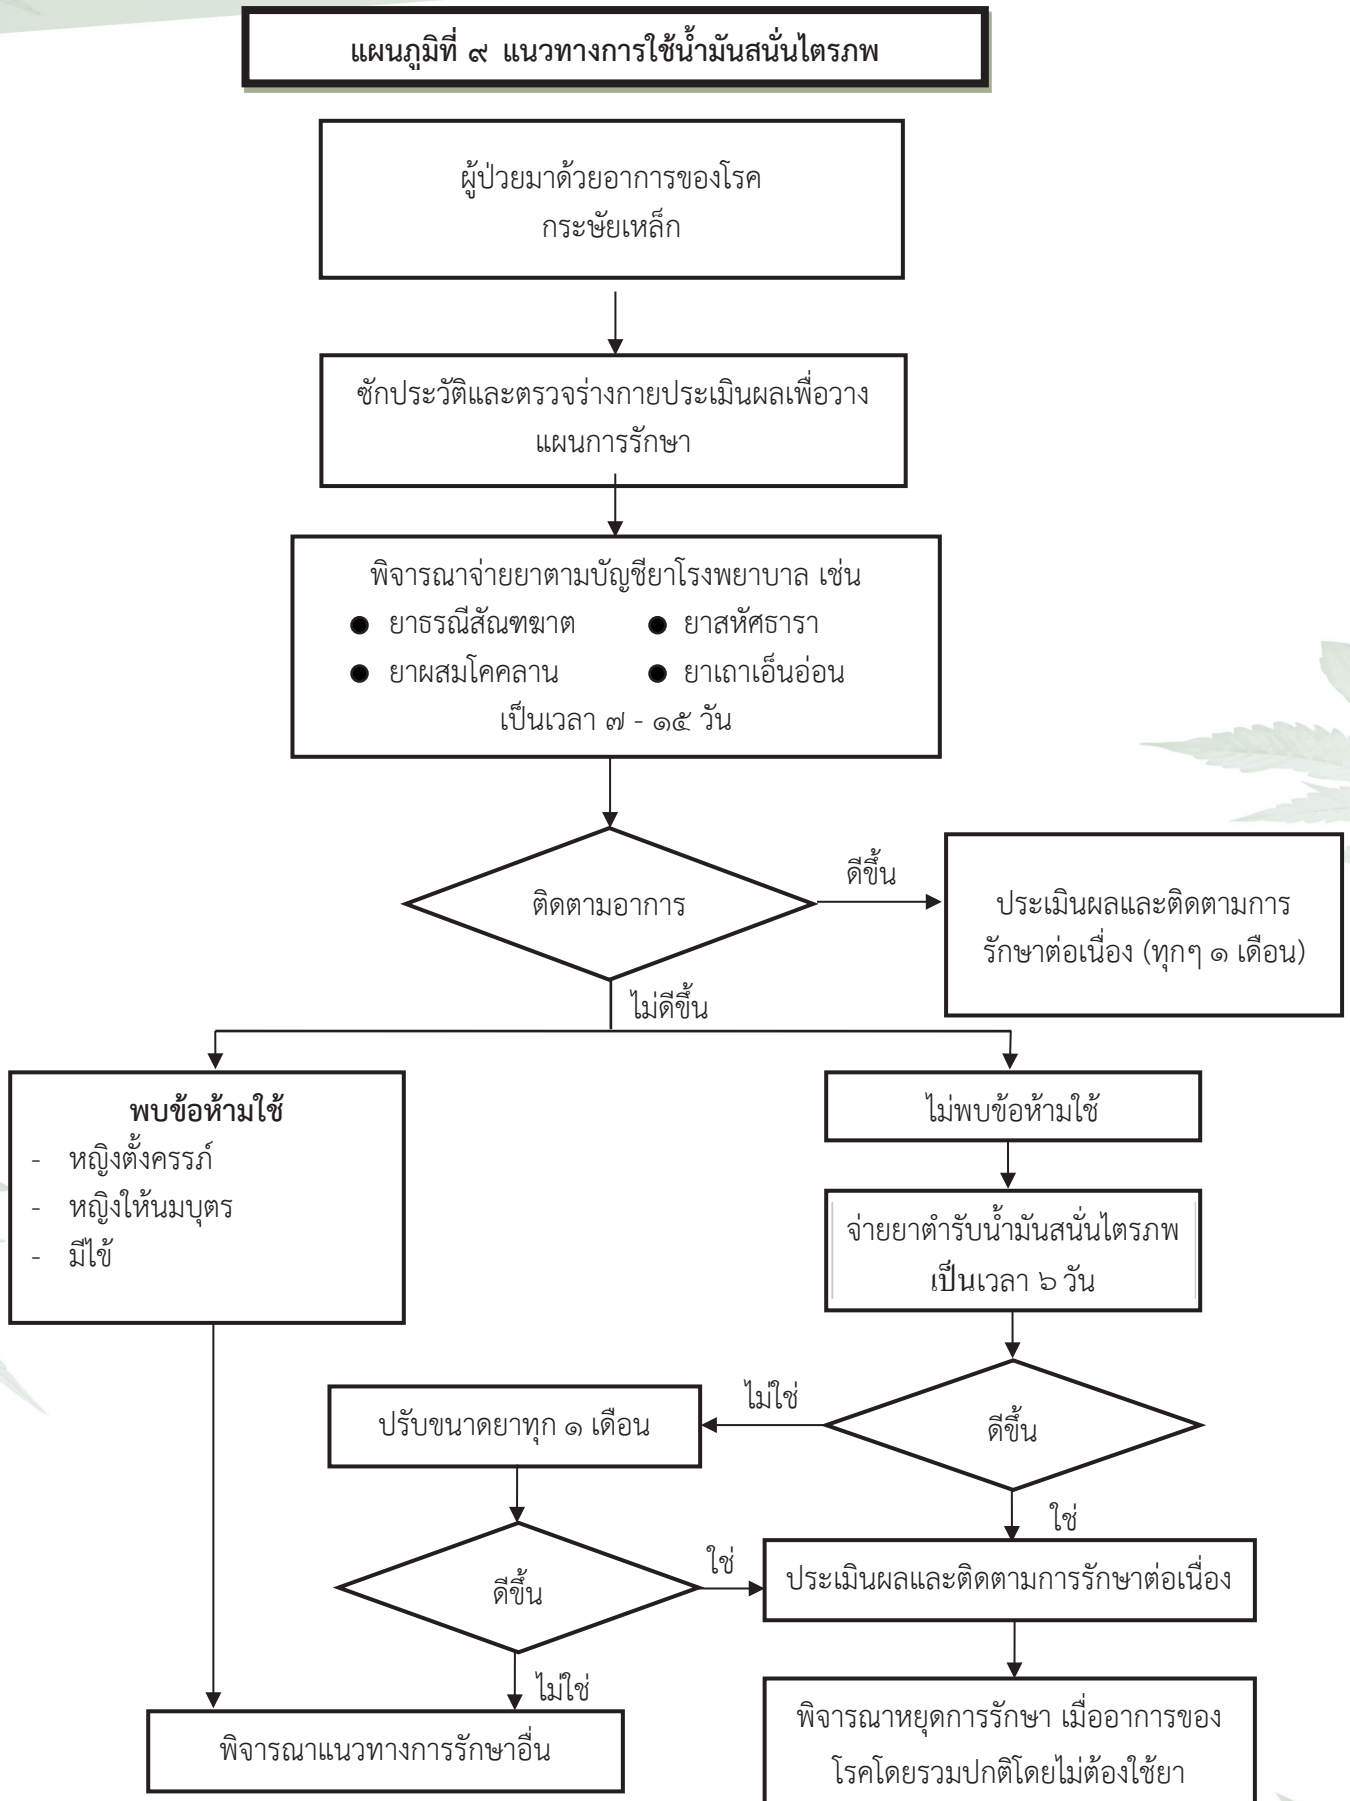 แผนภูมิที่ ๙ แนวทางการใช้น้ำมันสนั่นไตรภพ
ผู้ป่วยมาด้วยอาการของโรค
กระษัยเหล็ก
ซักประวัติและตรวจร่างกายประเมินผลเพื่อวาง
แผนการรักษา
พิจารณาจ่ายยาตามบัญชียาโรงพยาบาล เช่น
● ยาธรณีสัณฑฆาต ● ยาสหัศธารา
● ยาผสมโคคลาน ● ยาเถาเอ็นอ่อน
เป็นเวลา ๗ - ๑๕ วัน
ติดตามอาการ
ดีขึ้น
ประเมินผลและติดตามการ
รักษาต่อเนื่อง (ทุกๆ ๑ เดือน)
ไม่ดีขึ้น
พบข้อห้ามใช้
- หญิงตั้งครรภ์
- หญิงให้นมบุตร
- มีไข้
ไม่พบข้อห้ามใช้
จ่ายยาตำรับน้ำมันสนั่นไตรภพ
เป็นเวลา ๖ วัน
ดีขึ้น
ไม่ใช่
ปรับขนาดยาทุก ๑ เดือน
ใช่
ดีขึ้น
ใช่
ประเมินผลและติดตามการรักษาต่อเนื่อง
ไม่ใช่
พิจารณาแนวทางการรักษาอื่น
พิจารณาหยุดการรักษา เมื่ออาการของ
โรคโดยรวมปกติโดยไม่ต้องใช้ยา